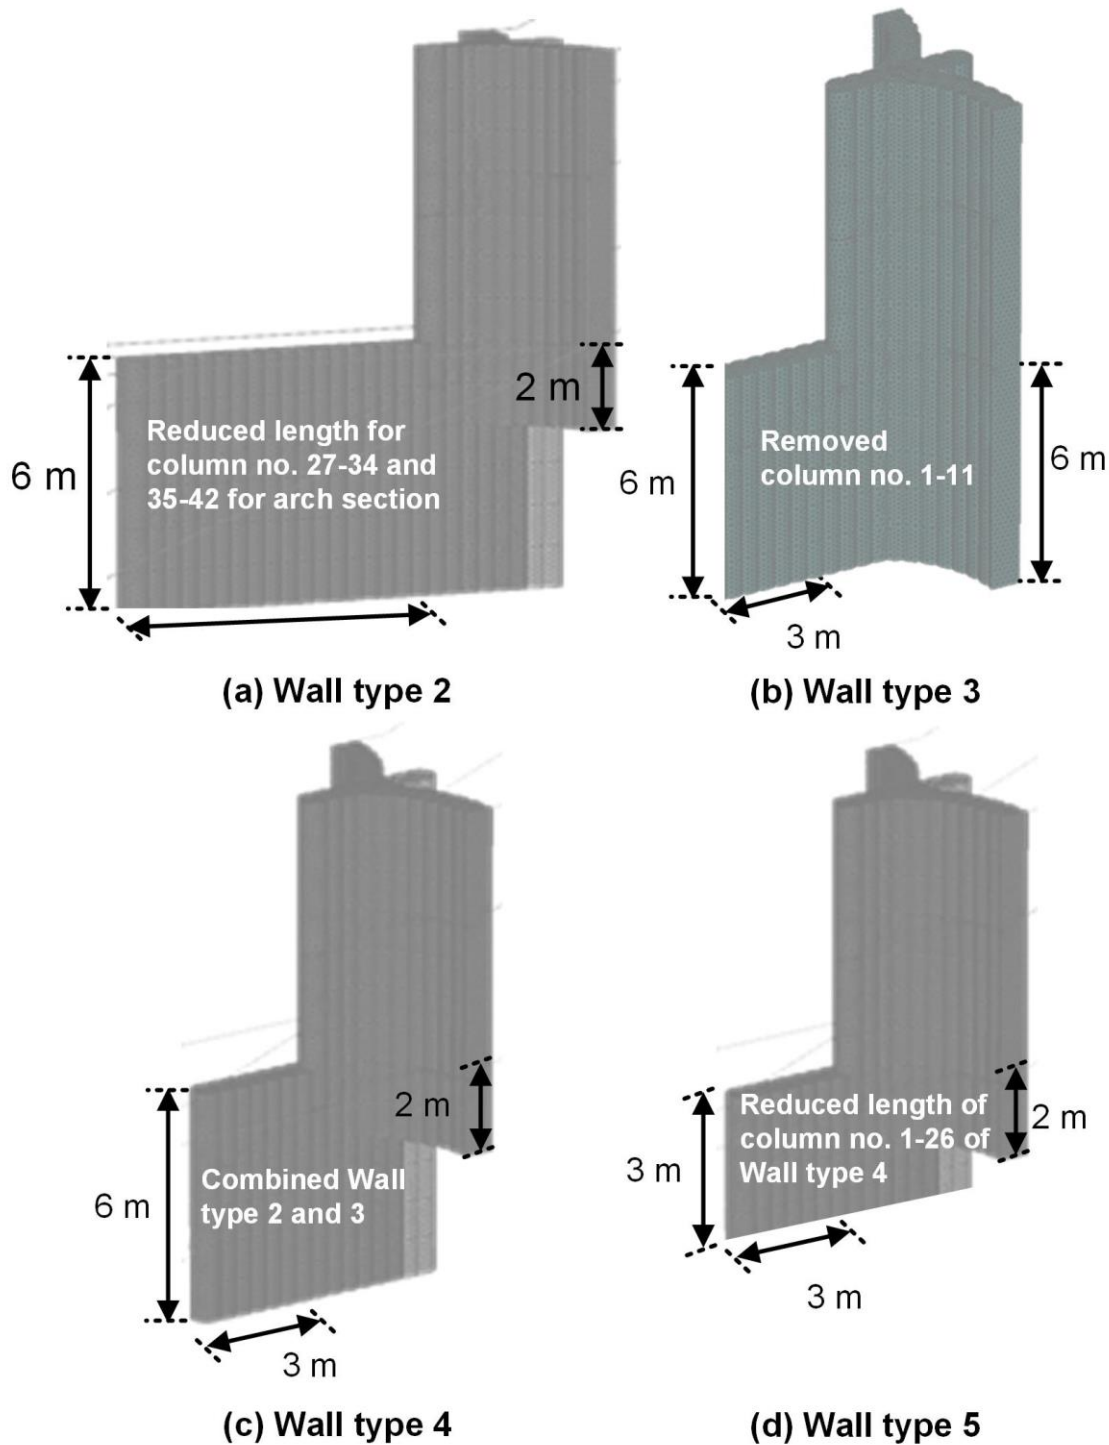 2 m
Reduced length for
column no. 27-34 and
35-42 for arch section
6 m
(a) Wall type 2
Removed
column no. 1-11
6 m
6 m
3 m
(b) Wall type 3
2 m
Combined Wall
type 2 and 3
6 m
3 m
(c) Wall type 4
Reduced length of
column no. 1-26 of
Wall type 4
2 m
3 m
3 m
(d) Wall type 5